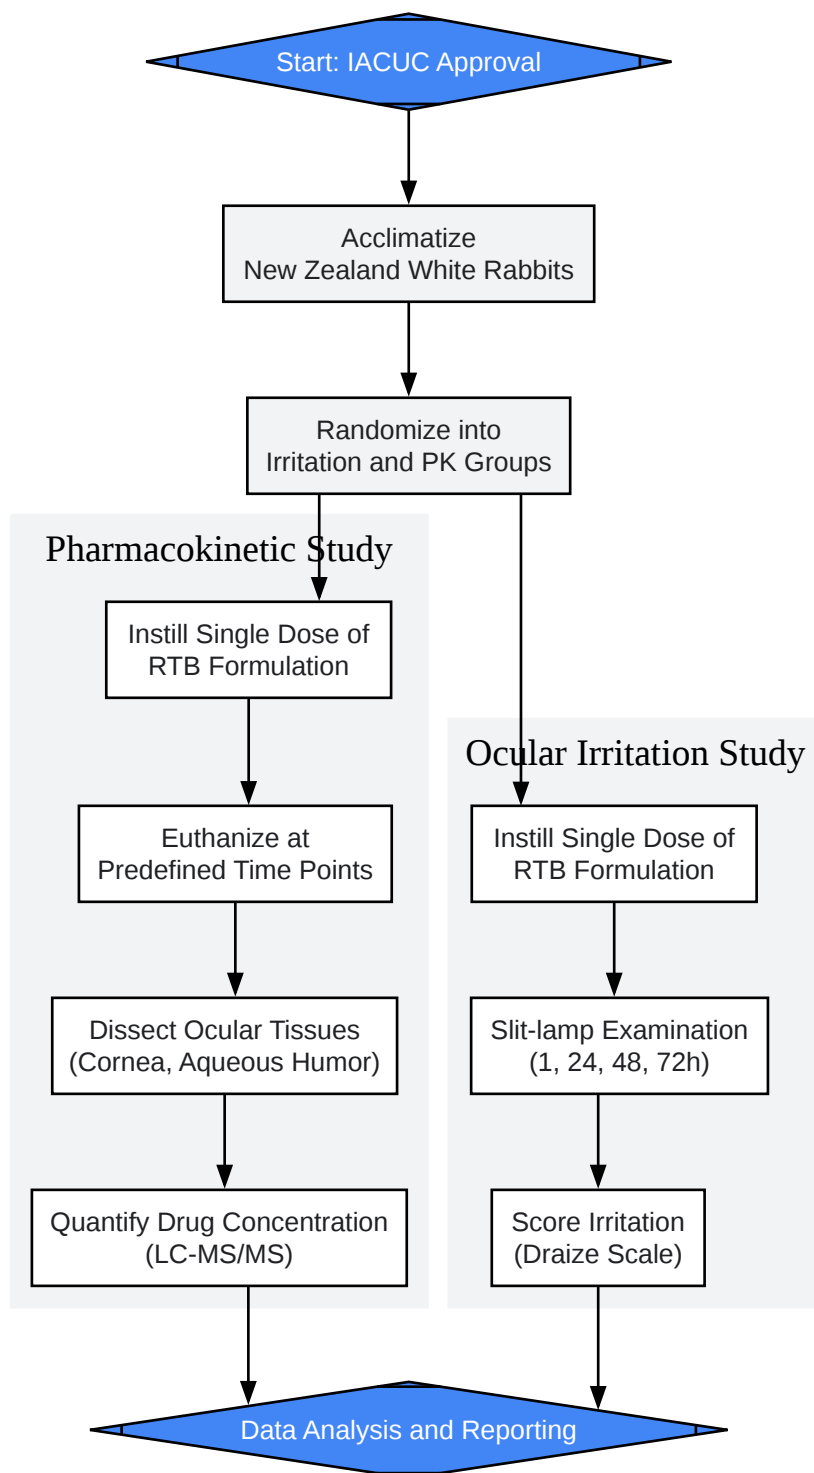 Start: IACUC Approval
Acclimatize
New Zealand White Rabbits
Randomize into
Irritation and PK Groups
Pharmacokinetic Study
Instill Single Dose of
RTB Formulation
Euthanize at
Predefined Time Points
Dissect Ocular Tissues
(Cornea, Aqueous Humor)
Quantify Drug Concentration
(LC-MS/MS)
Ocular Irritation Study
Instill Single Dose of
RTB Formulation
Slit-lamp Examination
(1, 24, 48, 72h)
Score Irritation
(Draize Scale)
Data Analysis and Reporting